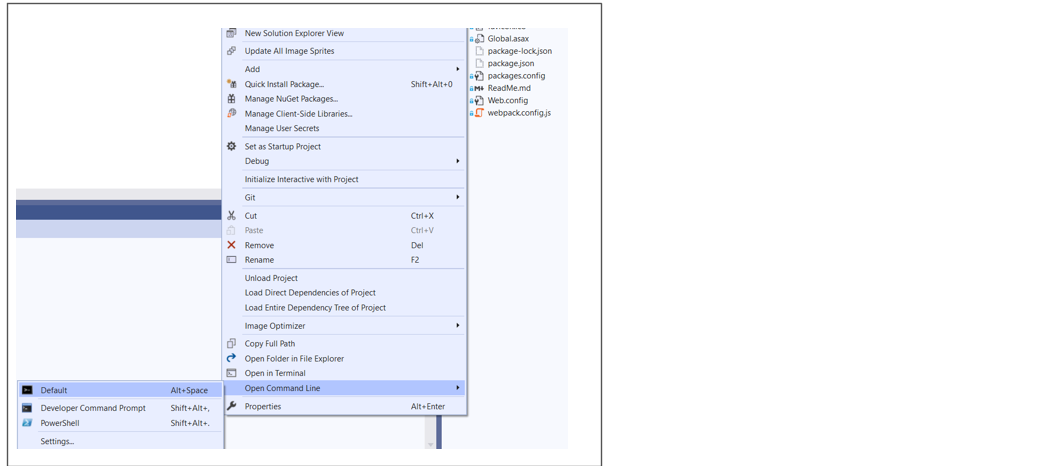 New Solution Explorer View
Update All Image Sprites
Add
Quick Install Package... Shift+Alt+0
Manage NuGet Packages...
Manage Client-Side Libraries...
Manage User Secrets
Set as Startup Project
Debug
Initialize Interactive with Project
Git
Cut Ctrl+X
Paste Ctrl+V
Remove Del
Rename F2
Unload Project
Load Direct Dependencies of Project
Load Entire Dependency Tree of Project
Image Optimizer
Copy Full Path
Open Folder in File Explorer
Open in Terminal
Open Command Line
Properties Alt+Enter
Default Alt+Space
Developer Command Prompt Shift+Alt+,
PowerShell Shift+Alt+.
Settings...
Global.asax
package-lock.json
package.json
packages.config
ReadMe.md
Web.config
webpack.config.js